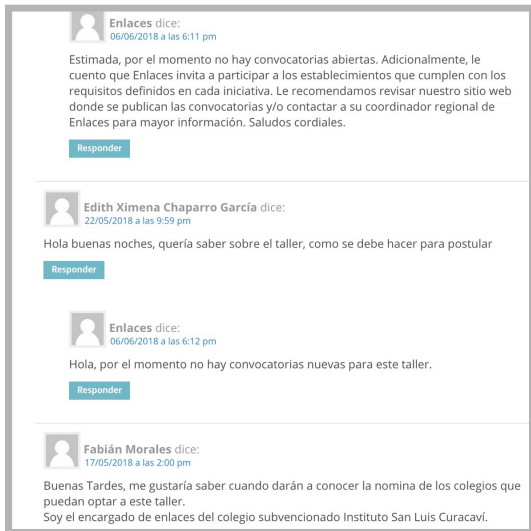 Enlaces dice:
06/06/2018 a las 6:11 pm
Estimada, por el momento no hay convocatorias abiertas. Adicionalmente, le
cuento que Enlaces invita a participar a los establecimientos que cumplen con los
requisitos definidos en cada iniciativa. Le recomendamos revisar nuestro sitio web
donde se publican las convocatorias y/o contactar a su coordinador regional de
Enlaces para mayor información. Saludos cordiales.
Responder
Edith Ximena Chaparro García dice:
22/05/2018 a las 9:59 pm
Hola buenas noches, quería saber sobre el taller, como se debe hacer para postular
Responder
Enlaces dice:
06/06/2018 a las 6:12 pm
Hola, por el momento no hay convocatorias nuevas para este taller.
Responder
Fabián Morales dice:
17/05/2018 a las 2:00 pm
Buenas Tardes, me gustaría saber cuando darán a conocer la nomina de los colegios que
puedan optar a este taller.
Soy el encargado de enlaces del colegio subvencionado Instituto San Luis Curacaví.